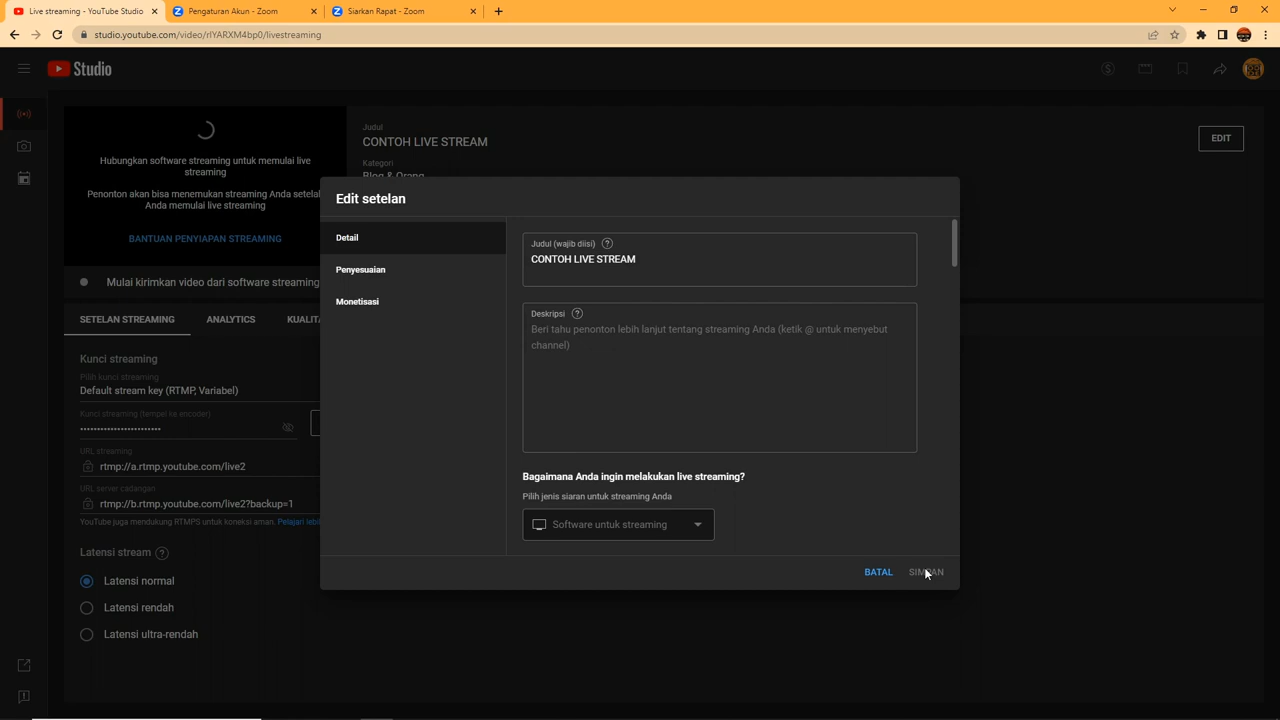 Live streaming - YouTube Studio
Pengaturan Akun - Zoom
Siarkan Rapat - Zoom
studio.youtube.com/video/rlYARXM4bp0/livestreaming
Studio
Hubungkan software streaming untuk memulai live
streaming
Penonton akan bisa menemukan streaming Anda setelah
Anda memulai live streaming
BANTUAN PENYIAPAN STREAMING
Mulai kirimkan video dari software streaming
Judul
CONTOH LIVE STREAM
Kategori
Blog & Orang
EDIT
SETELAN STREAMING
ANALYTICS
KUALITA
Kunci streaming
Pilih kunci streaming
Default stream key (RTMP, Variabel)
Kunci streaming (tempel ke encoder)
URL streaming
rtmp://a.rtmp.youtube.com/live2
URL server cadangan
rtmp://b.rtmp.youtube.com/live2?backup=1
YouTube juga mendukung RTMPS untuk koneksi aman. Pelajari lebi
Latensi stream
Latensi normal
Latensi rendah
Latensi ultra-rendah
Edit setelan
Detail
Penyesuaian
Monetisasi
Judul (wajib diisi)
CONTOH LIVE STREAM
Deskripsi
Beri tahu penonton lebih lanjut tentang streaming Anda (ketik @ untuk menyebut
channel)
Bagaimana Anda ingin melakukan live streaming?
Pilih jenis siaran untuk streaming Anda
Software untuk streaming
BATAL
SIMPAN